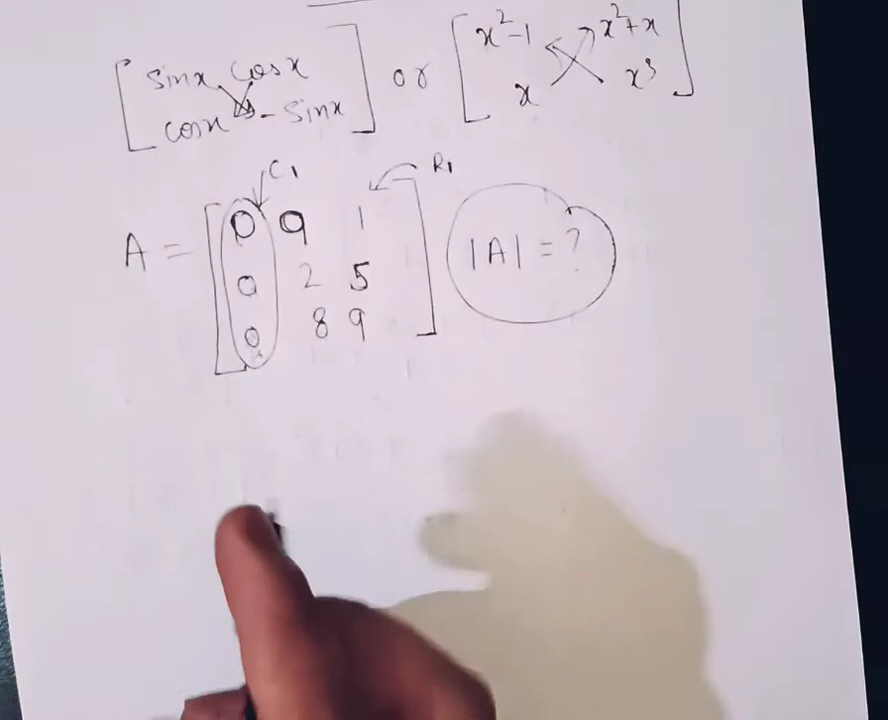 [ sinx cosx ] or [ x²-1 x²+x ]
[ cosx - sinx ] [ x x³ ]
C₁ R₁
A = [ 0 9 1 ] |A| = ?
0 2 5
0 8 9